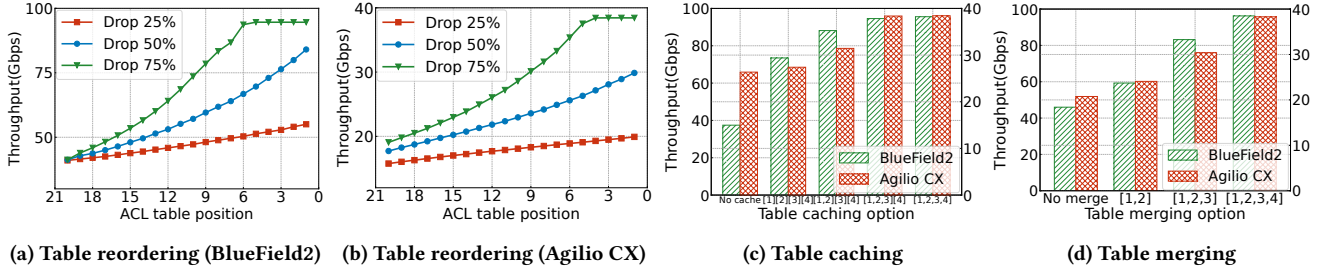 100
75
50
Throughput(Gbps)
Drop 25%
Drop 50%
Drop 75%
21 18 15 12 9 6 3 0
ACL table position
(a) Table reordering (BlueField2)
40
30
20
Throughput(Gbps)
Drop 25%
Drop 50%
Drop 75%
21 18 15 12 9 6 3 0
ACL table position
(b) Table reordering (Agilio CX)
100
80
60
40
20
0
Throughput(Gbps)
40
30
20
10
0
BlueField2
Agilio CX
No cache [1][2][3][4] [1,2][3][4] [1,2,3][4] [1,2,3,4]
Table caching option
(c) Table caching
100
80
60
40
20
0
Throughput(Gbps)
40
30
20
10
0
BlueField2
Agilio CX
No merge [1,2] [1,2,3] [1,2,3,4]
Table merging option
(d) Table merging